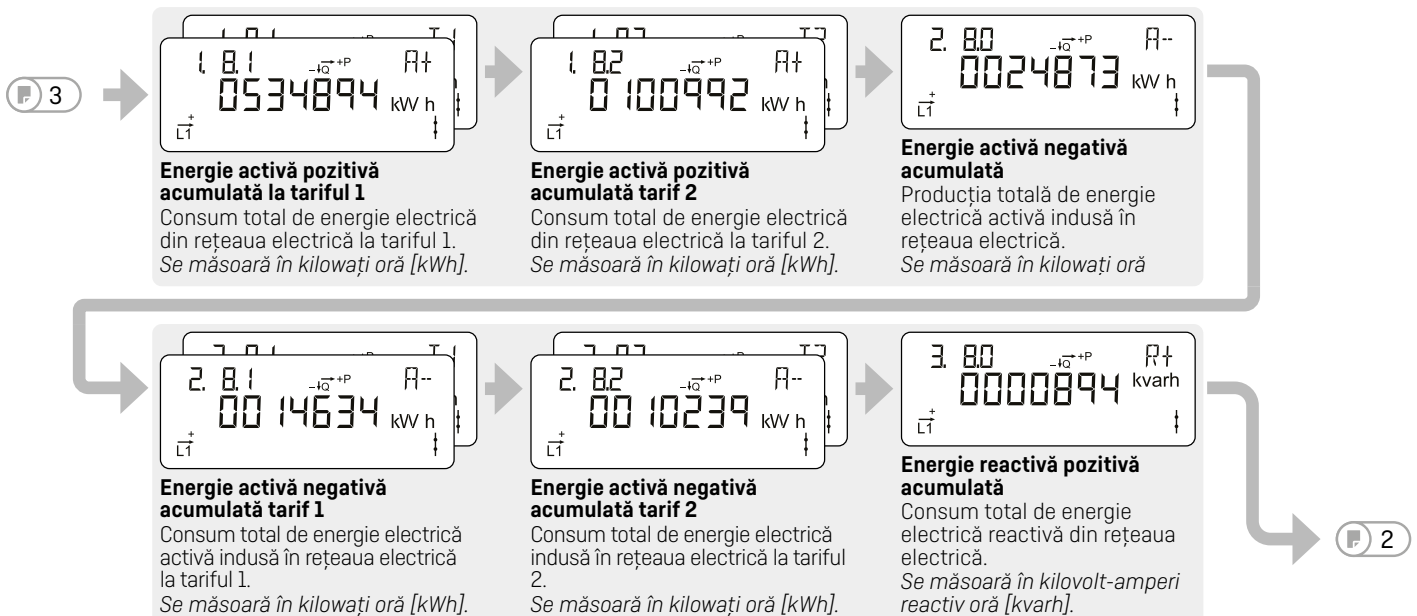 3
1. 8.1 -Q +P A+
0534894 kW h
L1 +
Energie activă pozitivă
acumulată la tariful 1
Consum total de energie electrică
din rețeaua electrică la tariful 1.
Se măsoară în kilowați oră [kWh].
1. 8.2 -Q +P A+
0100992 kW h
L1 +
Energie activă pozitivă
acumulată tarif 2
Consum total de energie electrică
din rețeaua electrică la tariful 2.
Se măsoară în kilowați oră [kWh].
2. 8.0 -Q +P A--
0024873 kW h
L1 +
Energie activă negativă
acumulată
Producția totală de energie
electrică activă indusă în
rețeaua electrică.
Se măsoară în kilowați oră
2. 8.1 -Q +P A--
0014634 kW h
L1 +
Energie activă negativă
acumulată tarif 1
Consum total de energie electrică
activă indusă în rețeaua electrică
la tariful 1.
Se măsoară în kilowați oră [kWh].
2. 8.2 -Q +P A--
0010239 kW h
L1 +
Energie activă negativă
acumulată tarif 2
Consum total de energie electrică
indusă în rețeaua electrică la tariful
2.
Se măsoară în kilowați oră [kWh].
3. 8.0 -Q +P R+
0000894 kvarh
L1 +
Energie reactivă pozitivă
acumulată
Consum total de energie
electrică reactivă din rețeaua
electrică.
Se măsoară în kilovolt-amperi
reactiv oră [kvarh].
2